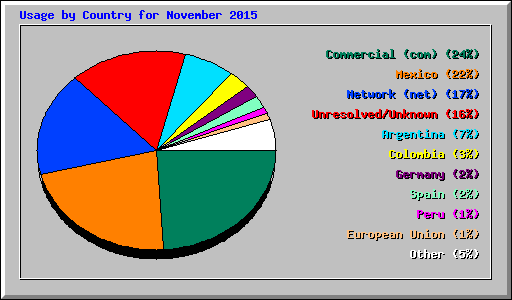 Usage by Country for November 2015
Commercial (com) (24%)
Mexico (22%)
Network (net) (17%)
Unresolved/Unknown (16%)
Argentina (7%)
Colombia (3%)
Germany (2%)
Spain (2%)
Peru (1%)
European Union (1%)
Other (5%)